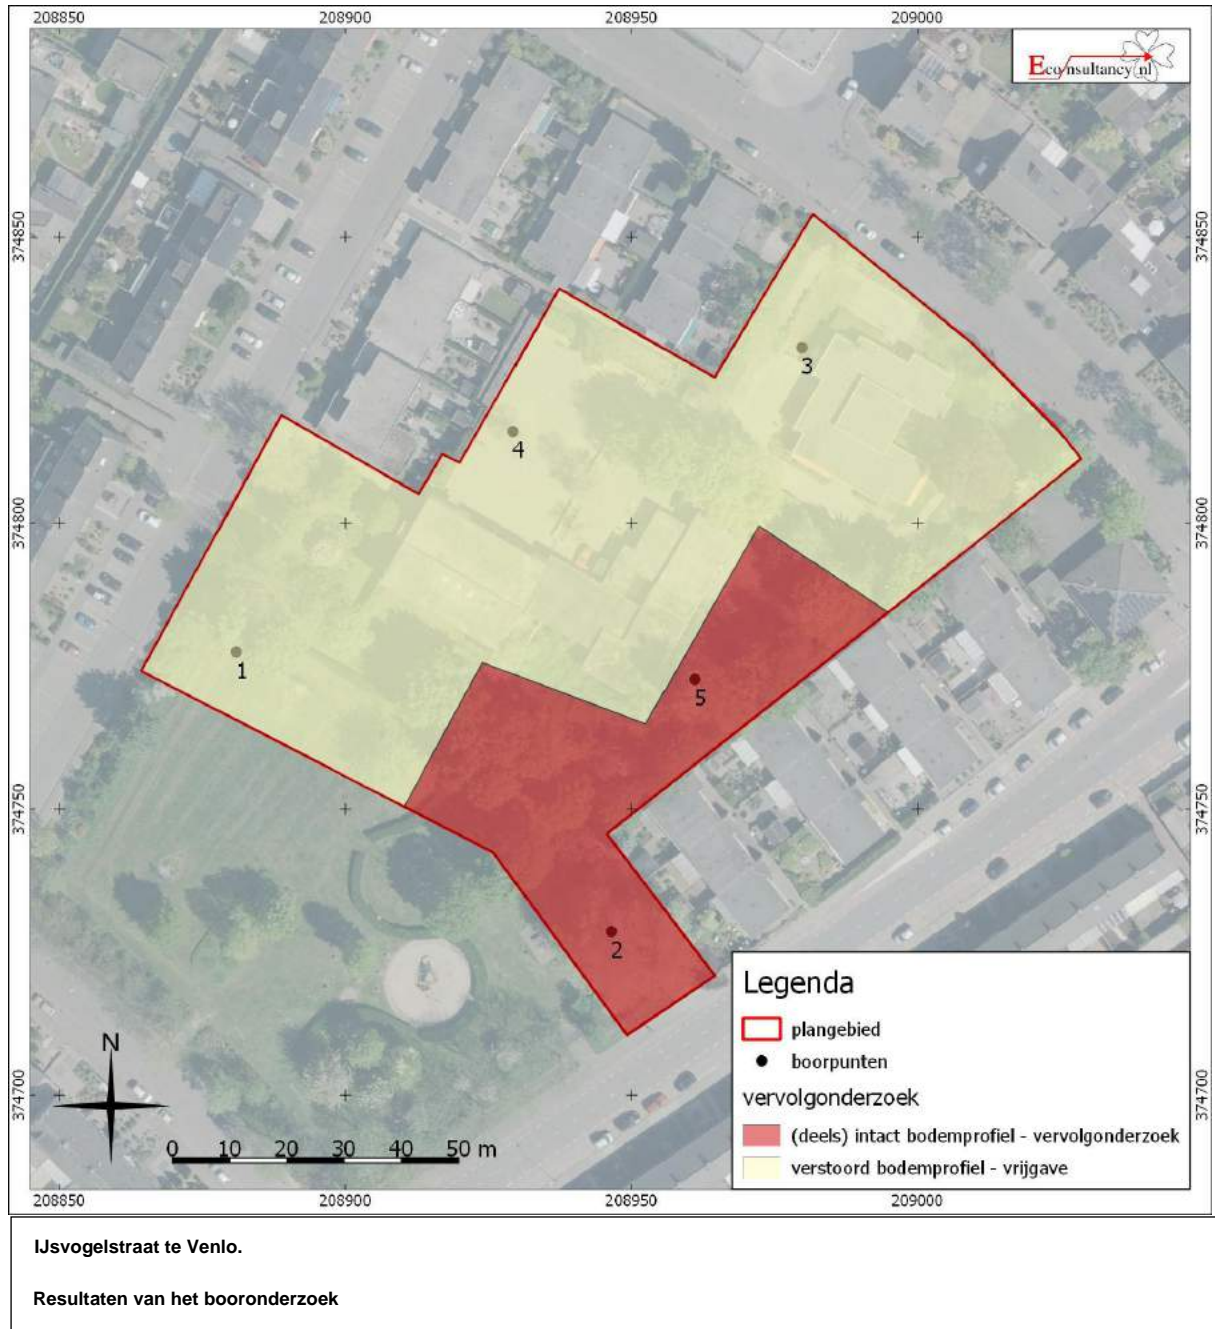 208850 208900 208950 209000
Econsultancy.nl
374850 374850
3
4
374800 374800
1
5
374750 374750
2
Legenda
plangebied
N
boorpunten
374700 374700
vervolgonderzoek
(deels) intact bodemprofiel - vervolgonderzoek
0 10 20 30 40 50 m
verstoord bodemprofiel - vrijgave
208850 208900 208950 209000
IJsvogelstraat te Venlo.
Resultaten van het booronderzoek